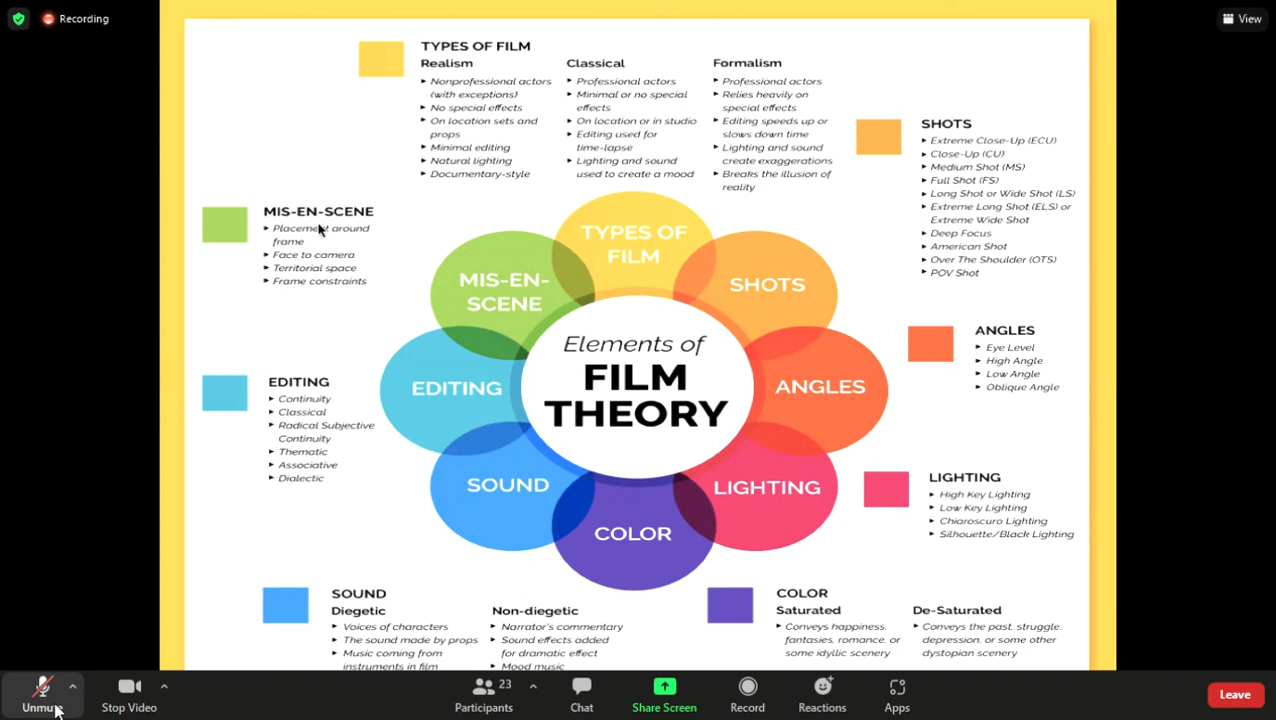 Recording
View
TYPES OF FILM
Realism
Nonprofessional actors
(with exceptions)
No special effects
On location sets and
props
Minimal editing
Natural lighting
Documentary-style
Classical
Professional actors
Minimal or no special
effects
On location or in studio
Editing used for
time-lapse
Lighting and sound
used to create a mood
Formalism
Professional actors
Relies heavily on
special effects
Editing speeds up or
slows down time
Lighting and sound
create exaggerations
Breaks the illusion of
reality
SHOTS
Extreme Close-Up (ECU)
Close-Up (CU)
Medium Shot (MS)
Full Shot (FS)
Long Shot or Wide Shot (LS)
Extreme Long Shot (ELS) or
Extreme Wide Shot
Deep Focus
American Shot
Over The Shoulder (OTS)
POV Shot
MIS-EN-SCENE
Placement around
frame
Face to camera
Territorial space
Frame constraints
TYPES OF
FILM
MIS-EN-
SCENE
SHOTS
EDITING
Elements of
FILM
THEORY
ANGLES
SOUND
LIGHTING
COLOR
ANGLES
Eye Level
High Angle
Low Angle
Oblique Angle
EDITING
Continuity
Classical
Radical Subjective
Continuity
Thematic
Associative
Dialectic
LIGHTING
High Key Lighting
Low Key Lighting
Chiaroscuro Lighting
Silhouette/Black Lighting
SOUND
Diegetic
Voices of characters
The sound made by props
Music coming from
instruments in film
Non-diegetic
Narrator's commentary
Sound effects added
for dramatic effect
Mood music
COLOR
Saturated
Conveys happiness,
fantasies, romance, or
some idyllic scenery
De-Saturated
Conveys the past, struggle,
depression, or some other
dystopian scenery
Unmute
Stop Video
23
Participants
Chat
Share Screen
Record
Reactions
Apps
Leave